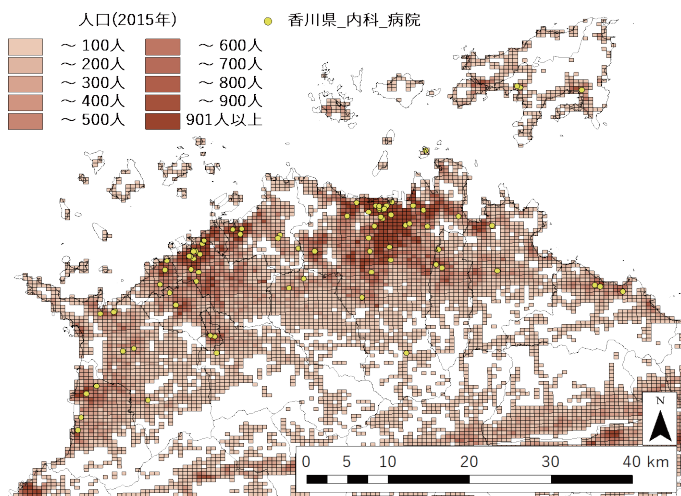 人口(2015年)
香川県_内科_病院
～ 100人
～ 600人
～ 200人
～ 700人
～ 300人
～ 800人
～ 400人
～ 900人
～ 500人
901人以上
N
0 5 10 20 30 40 km